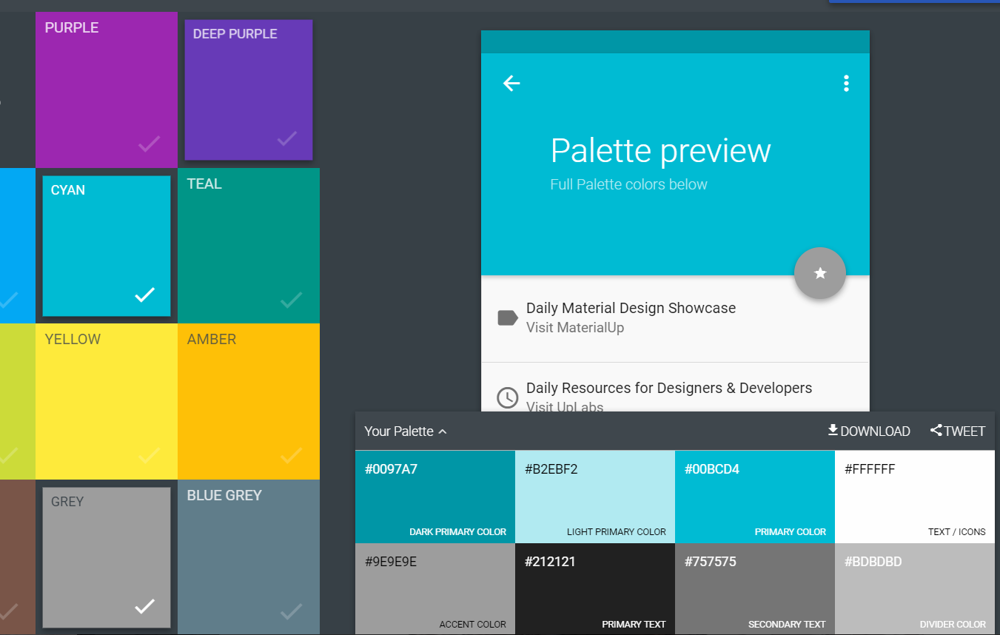 PURPLE
DEEP PURPLE
CYAN
TEAL
YELLOW
AMBER
GREY
BLUE GREY
Palette preview
Full Palette colors below
Daily Material Design Showcase
Visit MaterialUp
Daily Resources for Designers & Developers
Visit UpLabs
Your Palette
DOWNLOAD
TWEET
#0097A7
DARK PRIMARY COLOR
#B2EBF2
LIGHT PRIMARY COLOR
#00BCD4
PRIMARY COLOR
#FFFFFF
TEXT / ICONS
#9E9E9E
ACCENT COLOR
#212121
PRIMARY TEXT
#757575
SECONDARY TEXT
#BDBDBD
DIVIDER COLOR